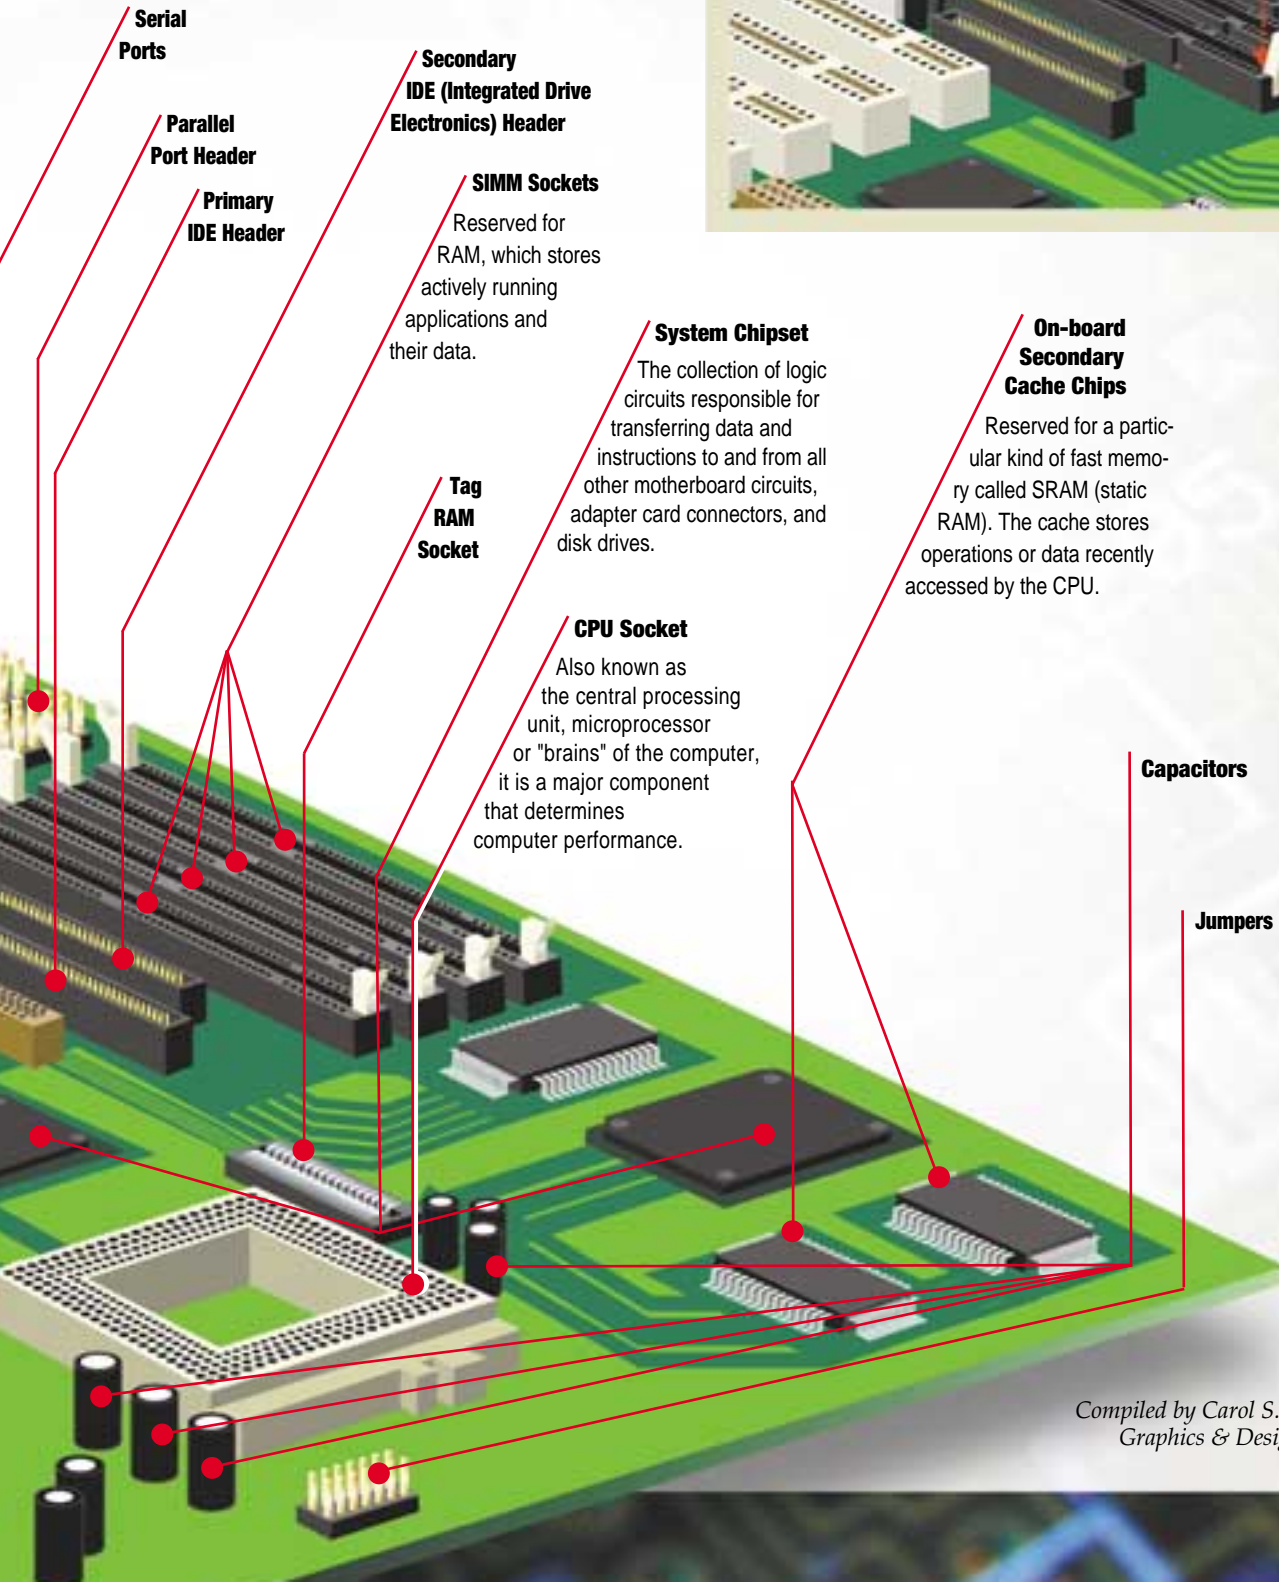 Serial
Ports
Parallel
Port Header
Primary
IDE Header
Secondary
IDE (Integrated Drive
Electronics) Header
SIMM Sockets
Reserved for
RAM, which stores
actively running
applications and
their data.
Tag
RAM
Socket
System Chipset
The collection of logic
circuits responsible for
transferring data and
instructions to and from all
other motherboard circuits,
adapter card connectors, and
disk drives.
CPU Socket
Also known as
the central processing
unit, microprocessor
or "brains" of the computer,
it is a major component
that determines
computer performance.
On-board
Secondary
Cache Chips
Reserved for a partic-
ular kind of fast memo-
ry called SRAM (static
RAM). The cache stores
operations or data recently
accessed by the CPU.
Capacitors
Jumpers
Compiled by Carol S.
Graphics & Desi